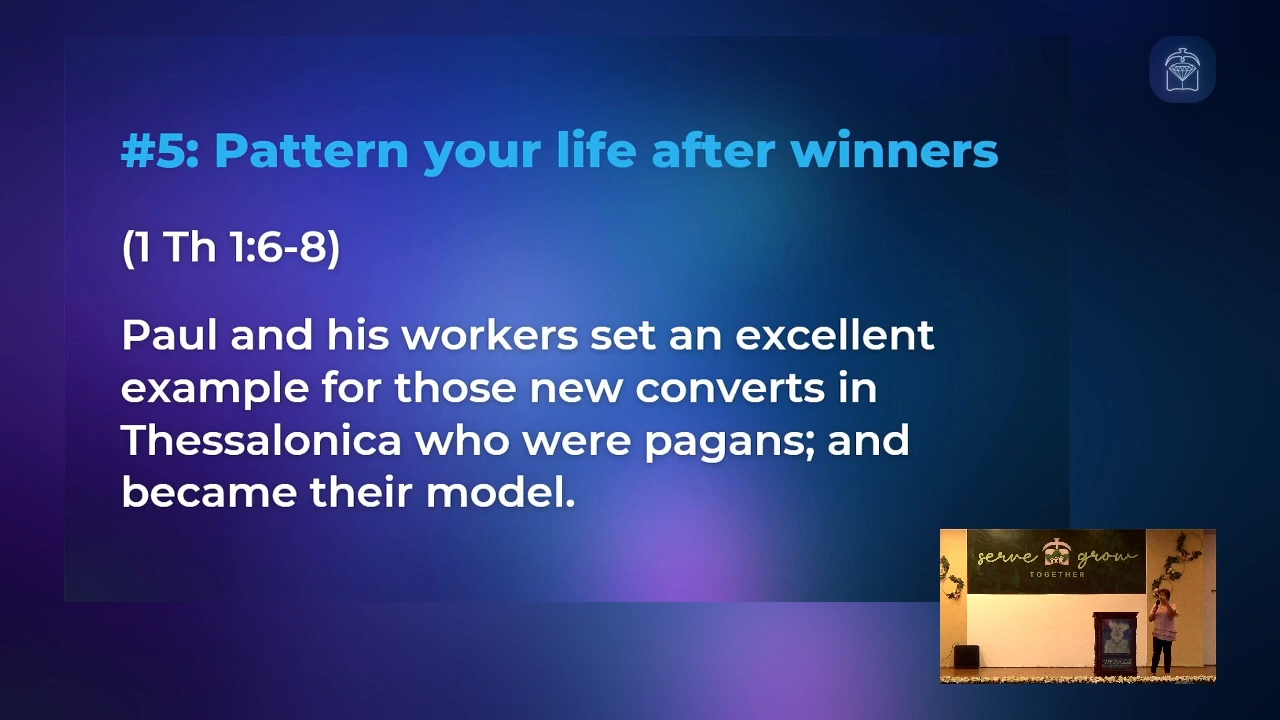 #5: Pattern your life after winners
(1 Th 1:6-8)
Paul and his workers set an excellent
example for those new converts in
Thessalonica who were pagans; and
became their model.
serve grow
TOGETHER